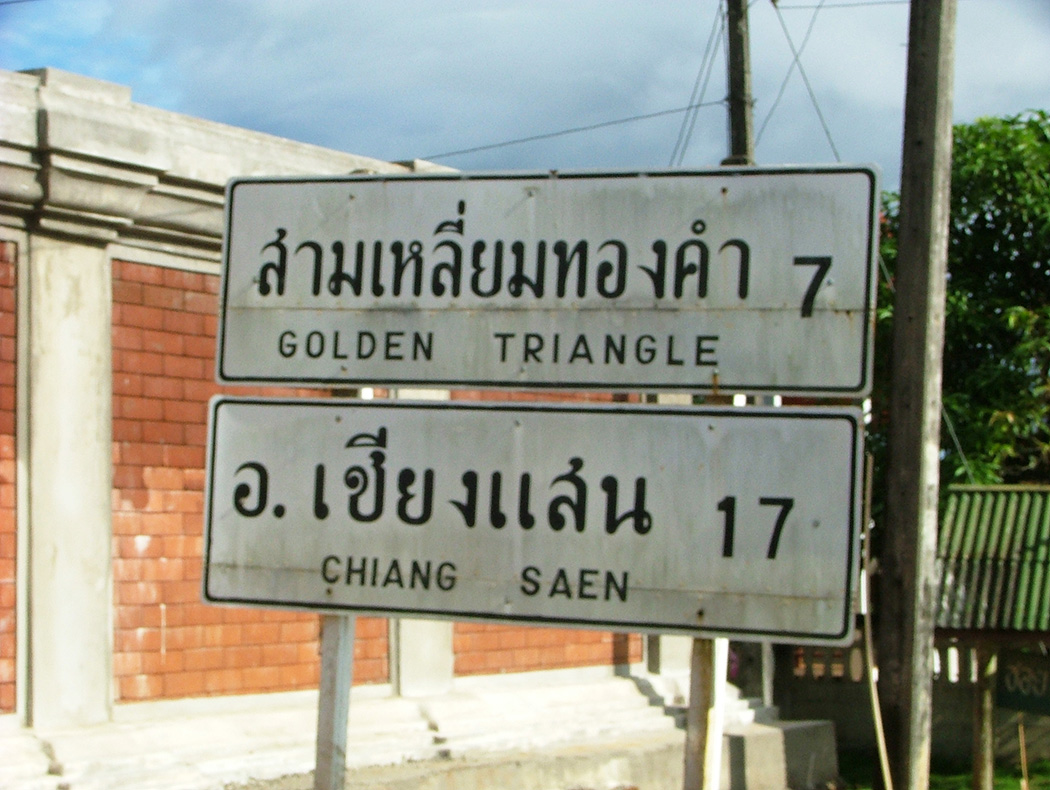 สามเหลี่ยมทองคำ 7
GOLDEN TRIANGLE
อ. เชียงแสน 17
CHIANG SAEN